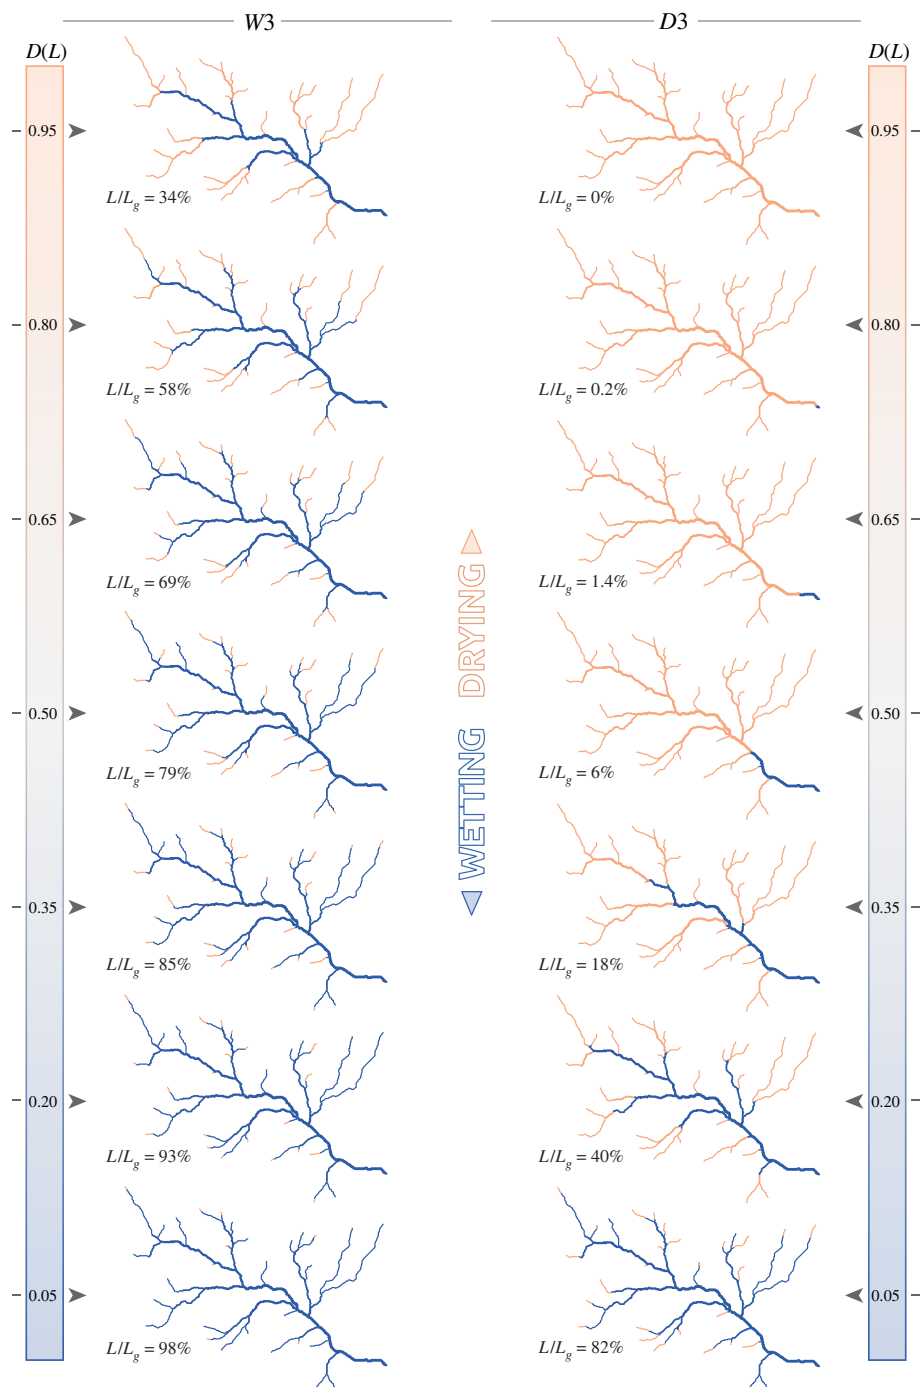 W3 D3
D(L) D(L)
0.95 0.95
L/Lg = 34% L/Lg = 0%
0.80 0.80
L/Lg = 58% L/Lg = 0.2%
0.65 0.65
L/Lg = 69% L/Lg = 1.4%
DRYING
0.50 0.50
WETTING
L/Lg = 79% L/Lg = 6%
0.35 0.35
L/Lg = 85% L/Lg = 18%
0.20 0.20
L/Lg = 93% L/Lg = 40%
0.05 0.05
L/Lg = 98% L/Lg = 82%